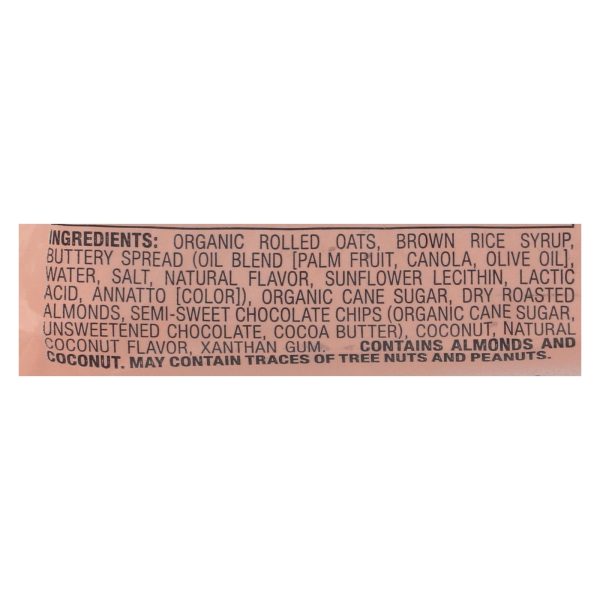 INGREDIENTS: ORGANIC ROLLED OATS, BROWN RICE SYRUP,
BUTTERY SPREAD (OIL BLEND [PALM FRUIT, CANOLA, OLIVE OIL],
WATER, SALT, NATURAL FLAVOR, SUNFLOWER LECITHIN, LACTIC
ACID, ANNATTO [COLOR]), ORGANIC CANE SUGAR, DRY ROASTED
ALMONDS, SEMI-SWEET CHOCOLATE CHIPS (ORGANIC CANE SUGAR,
UNSWEETENED CHOCOLATE, COCOA BUTTER), COCONUT, NATURAL
COCONUT FLAVOR, XANTHAN GUM. CONTAINS ALMONDS AND
COCONUT. MAY CONTAIN TRACES OF TREE NUTS AND PEANUTS.